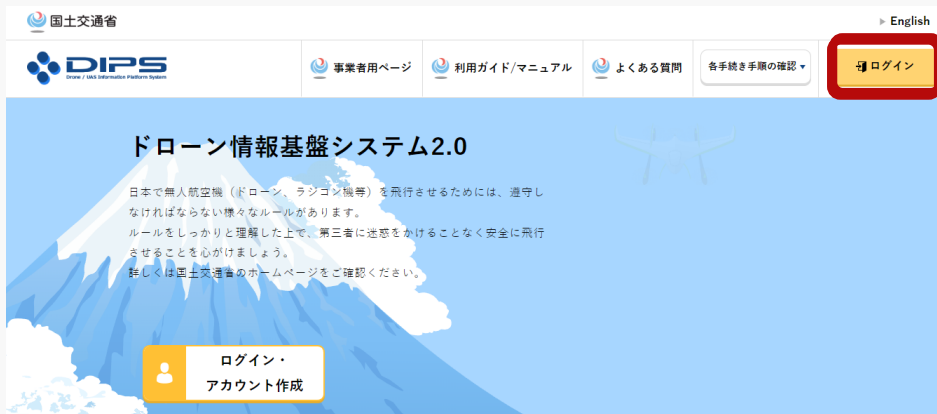 国土交通省
English
DIPS
Drone / UAS Information Platform System
事業者用ページ
利用ガイド/マニュアル
よくある質問
各手続き手順の確認
ログイン
ドローン情報基盤システム2.0
日本で無人航空機（ドローン、ラジコン機等）を飛行させるためには、遵守し
なければならない様々なルールがあります。
ルールをしっかりと理解した上で、第三者に迷惑をかけることなく安全に飛行
させることを心がけましょう。
詳しくは国土交通省のホームページをご確認ください。
ログイン・
アカウント作成